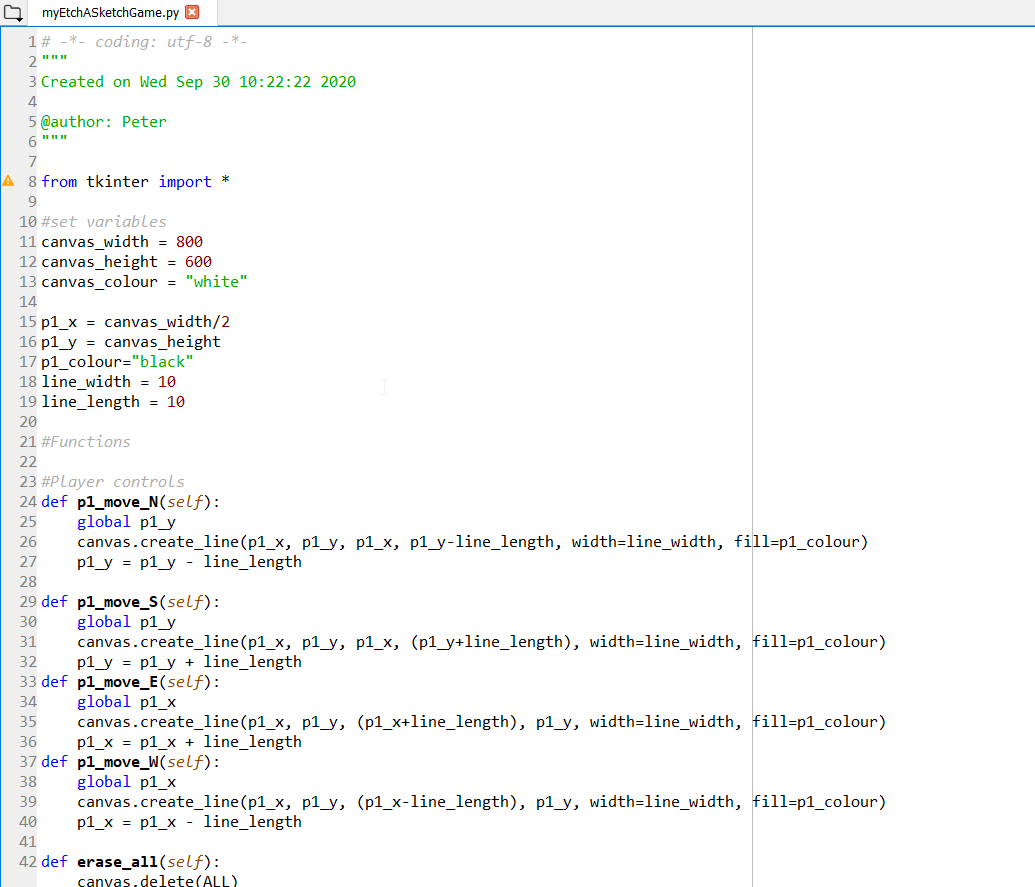 myEtchASketchGame.py
1 # -*- coding: utf-8 -*-
2 """
3 Created on Wed Sep 30 10:22:22 2020
4
5 @author: Peter
6 """
7
8 from tkinter import *
9
10 #set variables
11 canvas_width = 800
12 canvas_height = 600
13 canvas_colour = "white"
14
15 p1_x = canvas_width/2
16 p1_y = canvas_height
17 p1_colour="black"
18 line_width = 10
19 line_length = 10
20
21 #Functions
22
23 #Player controls
24 def p1_move_N(self):
25     global p1_y
26     canvas.create_line(p1_x, p1_y, p1_x, p1_y-line_length, width=line_width, fill=p1_colour)
27     p1_y = p1_y - line_length
28
29 def p1_move_S(self):
30     global p1_y
31     canvas.create_line(p1_x, p1_y, p1_x, (p1_y+line_length), width=line_width, fill=p1_colour)
32     p1_y = p1_y + line_length
33 def p1_move_E(self):
34     global p1_x
35     canvas.create_line(p1_x, p1_y, (p1_x+line_length), p1_y, width=line_width, fill=p1_colour)
36     p1_x = p1_x + line_length
37 def p1_move_W(self):
38     global p1_x
39     canvas.create_line(p1_x, p1_y, (p1_x-line_length), p1_y, width=line_width, fill=p1_colour)
40     p1_x = p1_x - line_length
41
42 def erase_all(self):
    canvas.delete(ALL)